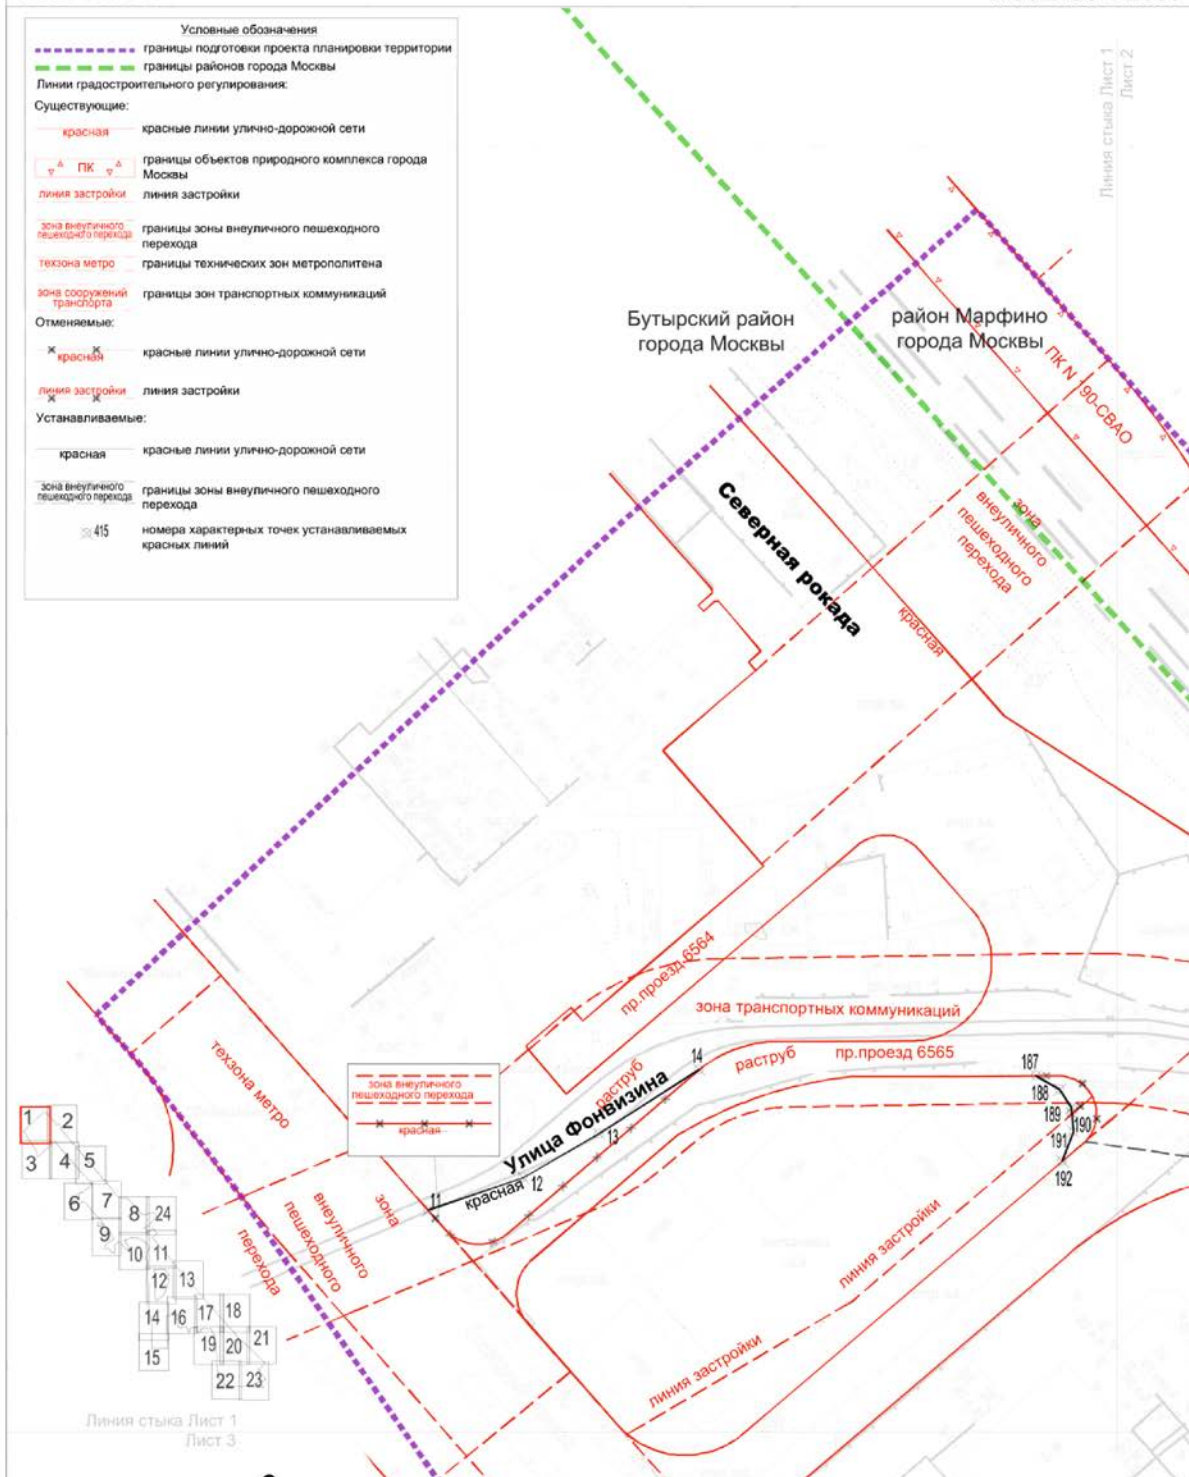 Условные обозначения
границы подготовки проекта планировки территории
границы районов города Москвы
Линии градостроительного регулирования:
Существующие:
красная
красные линии улично-дорожной сети
ПК
границы объектов природного комплекса города
Москвы
линия застройки
линия застройки
зона внеуличного
пешеходного перехода
границы зоны внеуличного пешеходного
перехода
техзона метро
границы технических зон метрополитена
зона сооружений
транспорта
границы зон транспортных коммуникаций
Отменяемые:
красная
красные линии улично-дорожной сети
линия застройки
линия застройки
Устанавливаемые:
красная
красные линии улично-дорожной сети
зона внеуличного
пешеходного перехода
границы зоны внеуличного пешеходного
перехода
415
номера характерных точек устанавливаемых
красных линий
Линия стыка Лист 1
Лист 2
Бутырский район
города Москвы
район Марфино
города Москвы
ПК N 190-СВАО
Северная рокада
зона
внеуличного
пешеходного
перехода
красная
пр.проезд 6564
зона транспортных коммуникаций
раструб
раструб
пр.проезд 6565
техзона метро
зона внеуличного
пешеходного перехода
красная
Улица Фонвизина
красная
11
12
13
14
187
188
189
190
191
192
зона
внеуличного
пешеходного
перехода
линия застройки
линия застройки
1
2
3
4
5
6
7
8
24
9
10
11
12
13
14
16
17
18
15
19
20
21
22
23
Линия стыка Лист 1
Лист 3